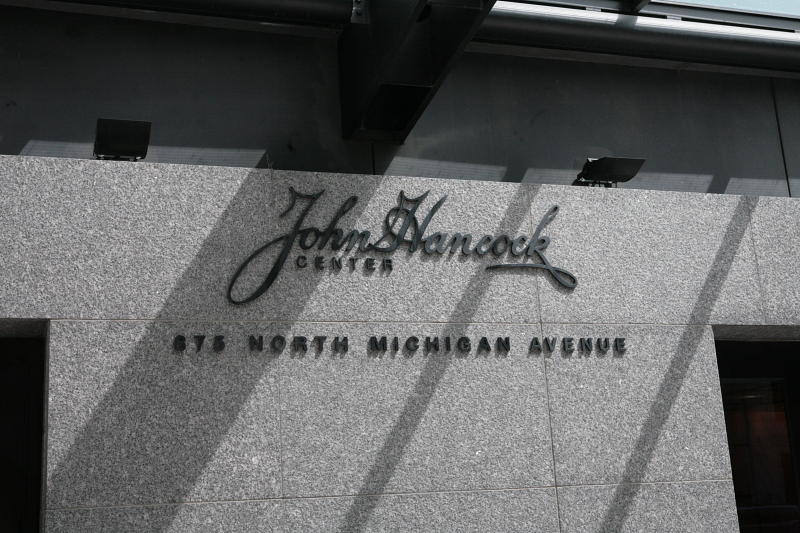 John Hancock
CENTER
875 NORTH MICHIGAN AVENUE